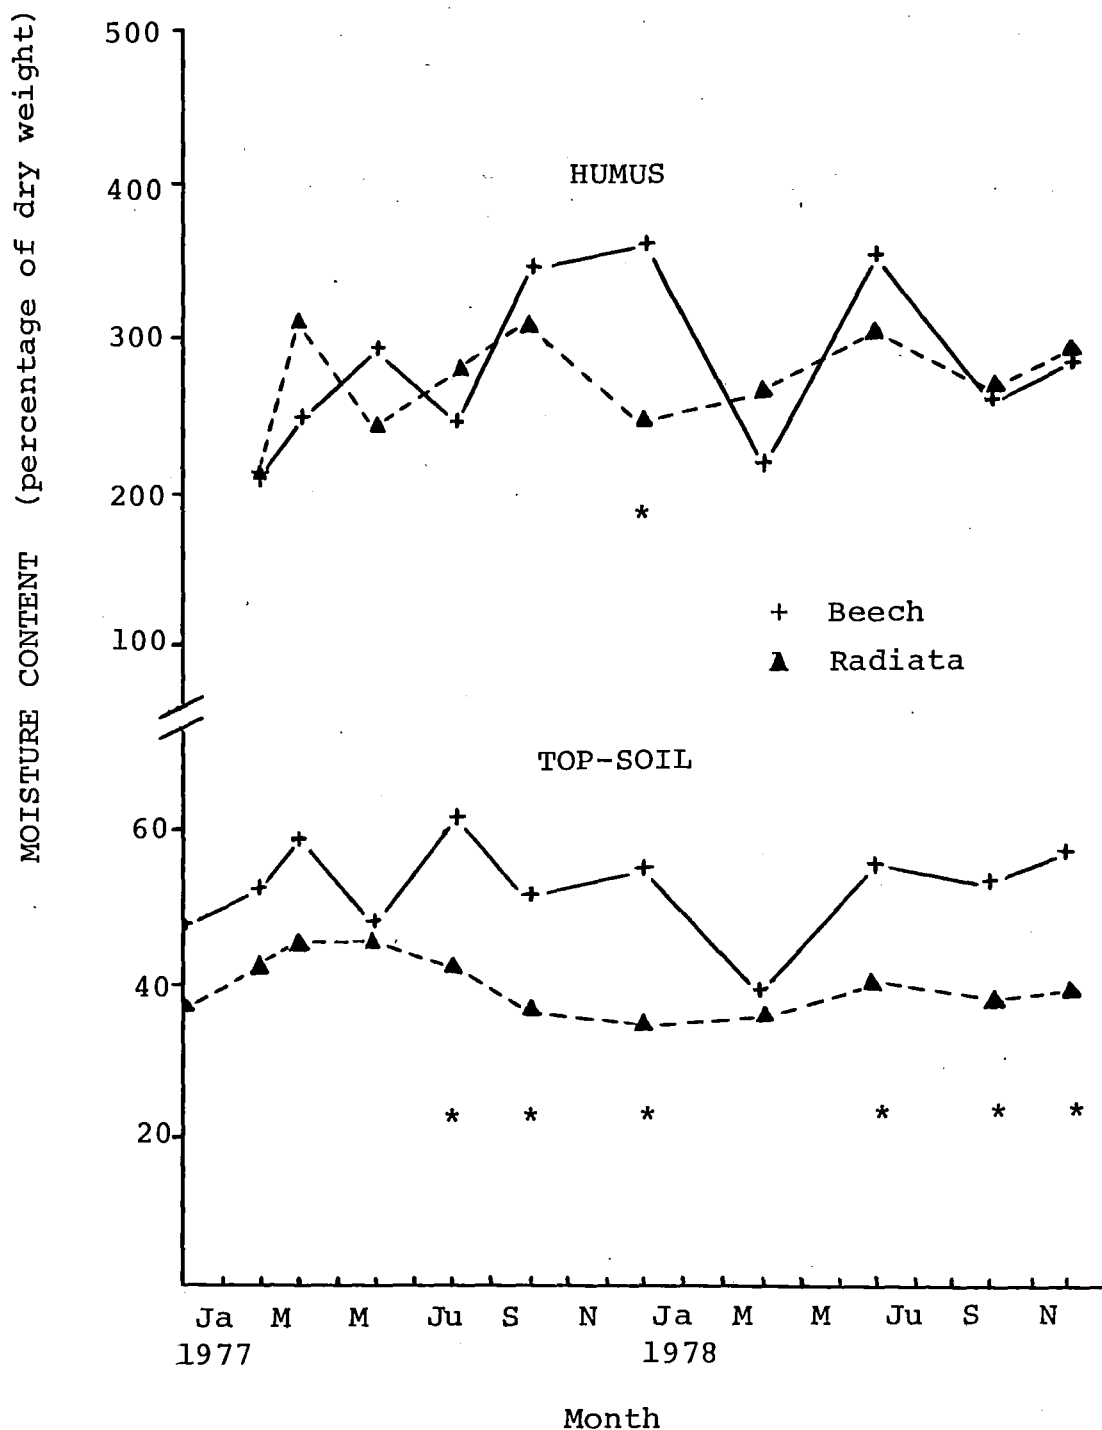 MOISTURE CONTENT (percentage of dry weight)
500
400
300
200
100
HUMUS
+ Beech
▲ Radiata
TOP-SOIL
60
40
20
*
* * * * * *
Ja M M Ju S N Ja M M Ju S N
1977 1978
Month